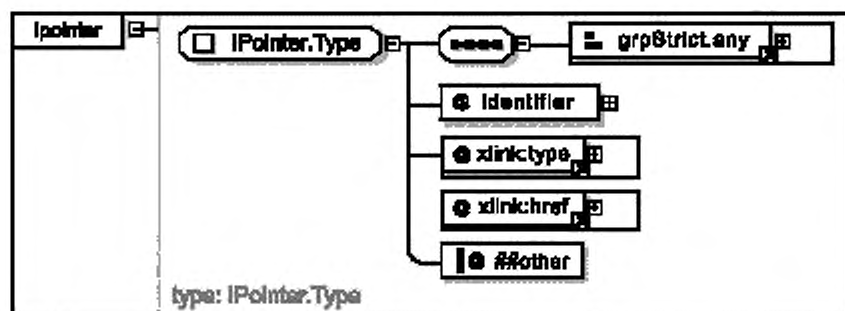 lpointer
lPointer.Type
grpStrict.any
identifier
xlink:type
xlink:href
##other
type: lPointer.Type